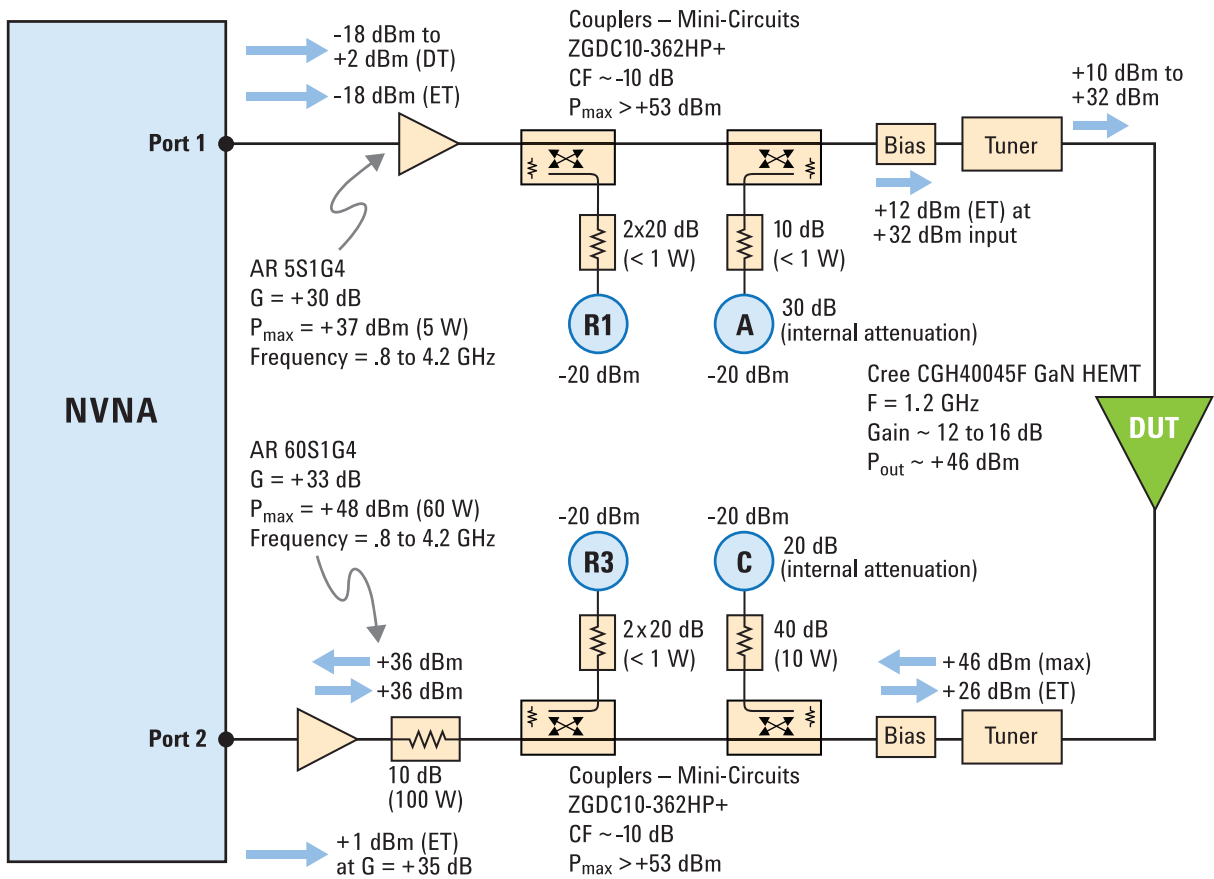 -18 dBm to
+2 dBm (DT)
-18 dBm (ET)
Couplers – Mini-Circuits
ZGDC10-362HP+
CF ~-10 dB
Pmax >+53 dBm
+10 dBm to
+32 dBm
Port 1
Bias
Tuner
+12 dBm (ET) at
+32 dBm input
2x20 dB
(< 1 W)
10 dB
(< 1 W)
AR 5S1G4
G = +30 dB
Pmax = +37 dBm (5 W)
Frequency = .8 to 4.2 GHz
R1
-20 dBm
A
30 dB
(internal attenuation)
-20 dBm
NVNA
Cree CGH40045F GaN HEMT
F = 1.2 GHz
Gain ~ 12 to 16 dB
Pout ~ +46 dBm
DUT
AR 60S1G4
G = +33 dB
Pmax = +48 dBm (60 W)
Frequency = .8 to 4.2 GHz
-20 dBm
R3
-20 dBm
C
20 dB
(internal attenuation)
2x20 dB
(< 1 W)
40 dB
(10 W)
+36 dBm
+36 dBm
+46 dBm (max)
+26 dBm (ET)
Port 2
Bias
Tuner
10 dB
(100 W)
Couplers – Mini-Circuits
ZGDC10-362HP+
CF ~-10 dB
Pmax >+53 dBm
+1 dBm (ET)
at G = +35 dB